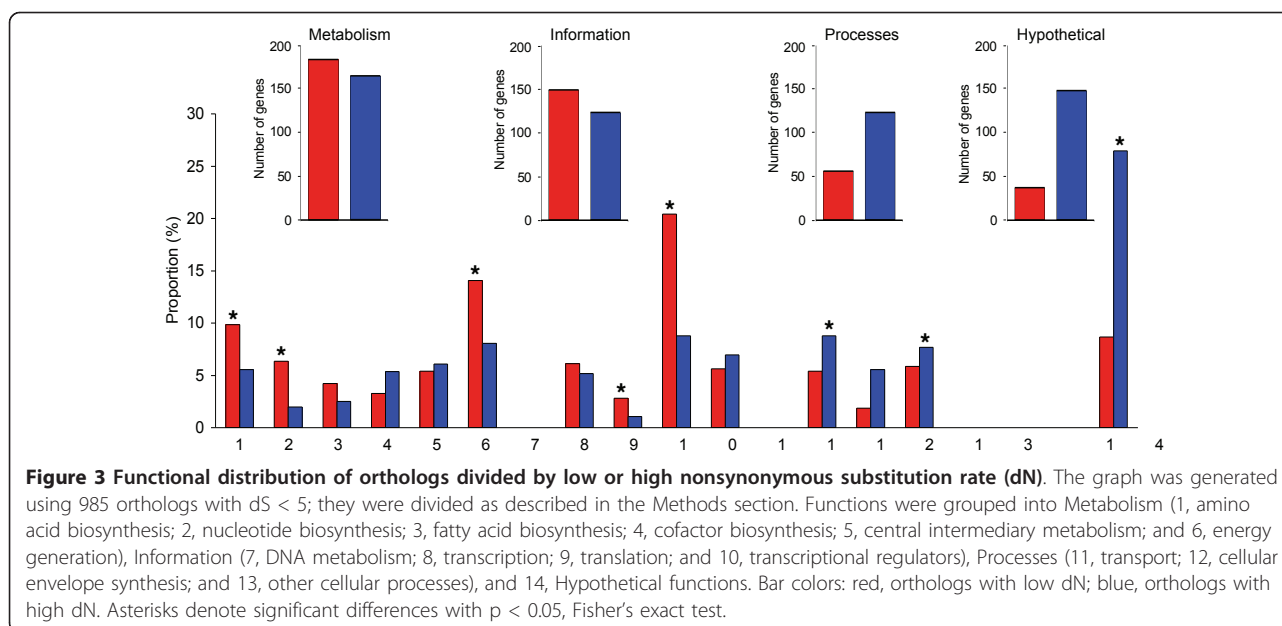 Metabolism
Information
Processes
Hypothetical
200
150
100
50
0
Number of genes
200
150
100
50
0
Number of genes
200
150
100
50
0
Number of genes
200
150
100
50
0
Number of genes
30
25
20
15
10
5
0
Proportion (%)
* * * * * * * *
1 2 3 4 5 6 7 8 9 1 0 1 1 1 2 1 3 1 4
Figure 3 Functional distribution of orthologs divided by low or high nonsynonymous substitution rate (dN). The graph was generated
using 985 orthologs with dS < 5; they were divided as described in the Methods section. Functions were grouped into Metabolism (1, amino
acid biosynthesis; 2, nucleotide biosynthesis; 3, fatty acid biosynthesis; 4, cofactor biosynthesis; 5, central intermediary metabolism; and 6, energy
generation), Information (7, DNA metabolism; 8, transcription; 9, translation; and 10, transcriptional regulators), Processes (11, transport; 12, cellular
envelope synthesis; and 13, other cellular processes), and 14, Hypothetical functions. Bar colors: red, orthologs with low dN; blue, orthologs with
high dN. Asterisks denote significant differences with p < 0.05, Fisher's exact test.